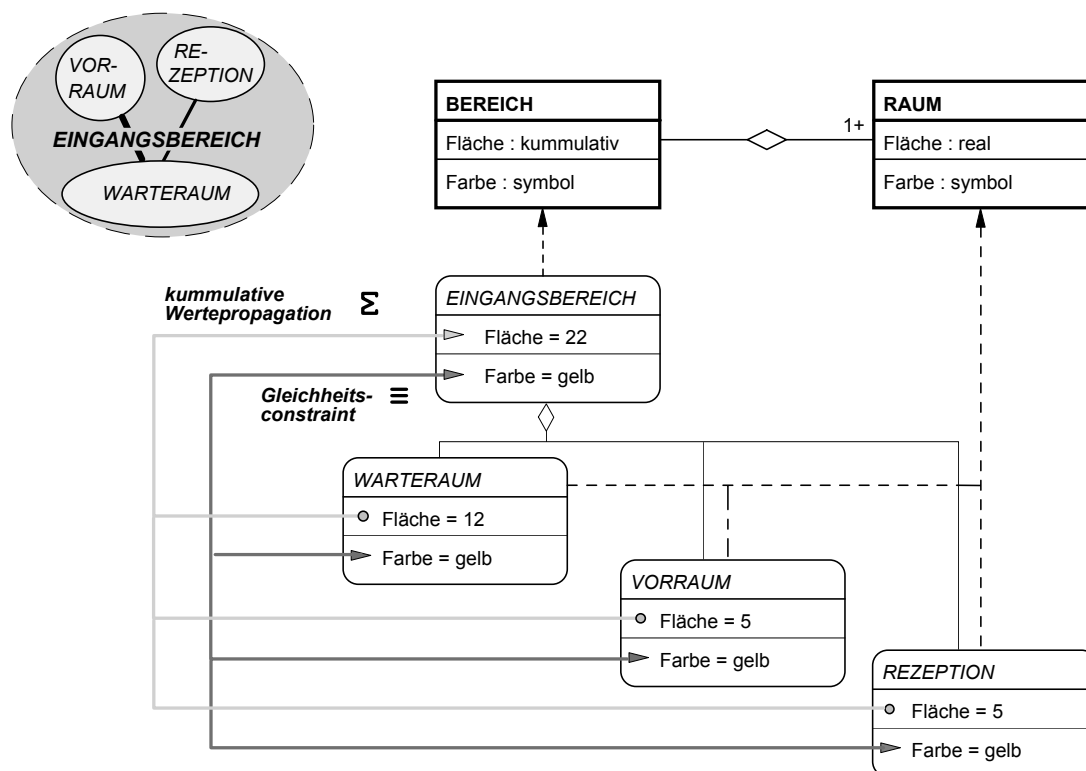 VOR-
RAUM
RE-
ZEPTION
EINGANGSBEREICH
WARTERAUM
BEREICH
Fläche : kummulativ
Farbe : symbol
1+
RAUM
Fläche : real
Farbe : symbol
kummulative
Wertepropagation Σ
EINGANGSBEREICH
Fläche = 22
Farbe = gelb
Gleichheits- ≡
constraint
WARTERAUM
Fläche = 12
Farbe = gelb
VORRAUM
Fläche = 5
Farbe = gelb
REZEPTION
Fläche = 5
Farbe = gelb